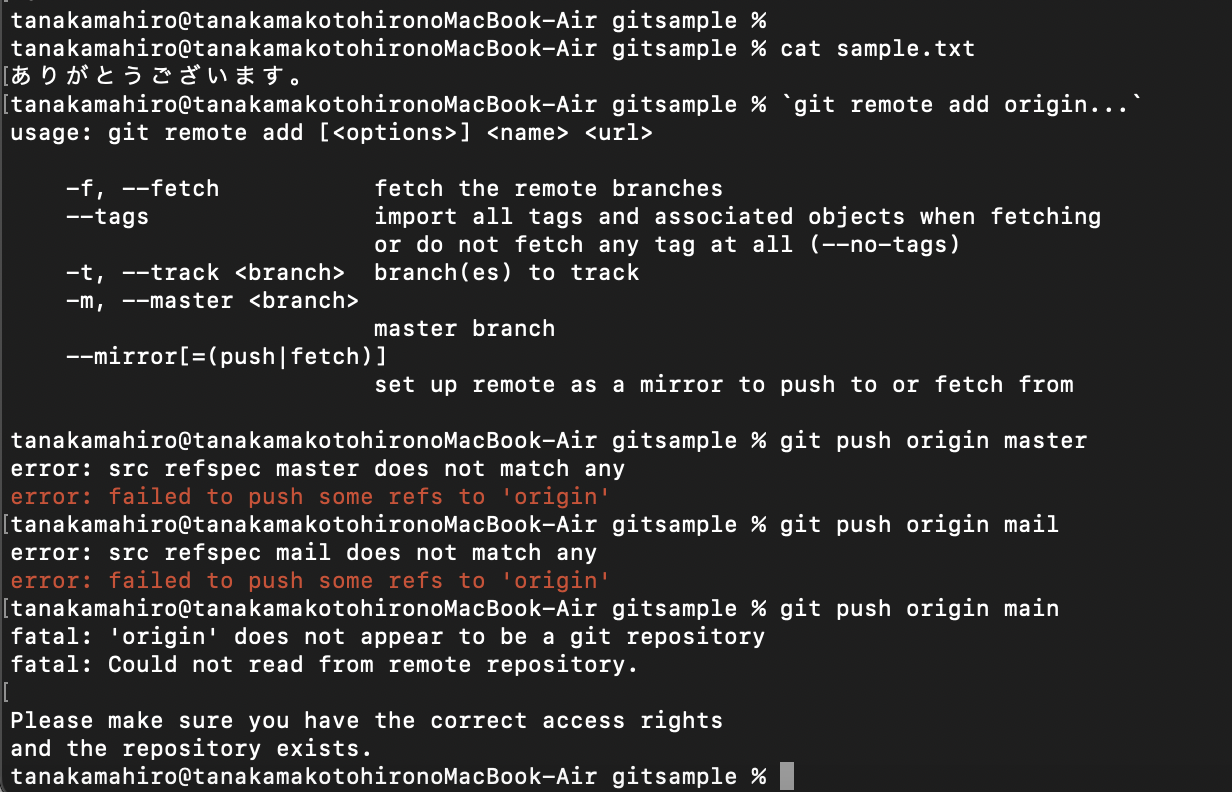 tanakamahiro@tanakamakotohironoMacBook-Air gitsample %
tanakamahiro@tanakamakotohironoMacBook-Air gitsample % cat sample.txt
[ありがとうございます。
[tanakamahiro@tanakamakotohironoMacBook-Air gitsample % `git remote add origin...`
usage: git remote add [<options>] <name> <url>

    -f, --fetch           fetch the remote branches
    --tags                import all tags and associated objects when fetching
                          or do not fetch any tag at all (--no-tags)
    -t, --track <branch>  branch(es) to track
    -m, --master <branch>
                          master branch
    --mirror[=(push|fetch)]
                          set up remote as a mirror to push to or fetch from

tanakamahiro@tanakamakotohironoMacBook-Air gitsample % git push origin master
error: src refspec master does not match any
error: failed to push some refs to 'origin'
[tanakamahiro@tanakamakotohironoMacBook-Air gitsample % git push origin mail
error: src refspec mail does not match any
error: failed to push some refs to 'origin'
[tanakamahiro@tanakamakotohironoMacBook-Air gitsample % git push origin main
fatal: 'origin' does not appear to be a git repository
fatal: Could not read from remote repository.
[
Please make sure you have the correct access rights
and the repository exists.
tanakamahiro@tanakamakotohironoMacBook-Air gitsample %